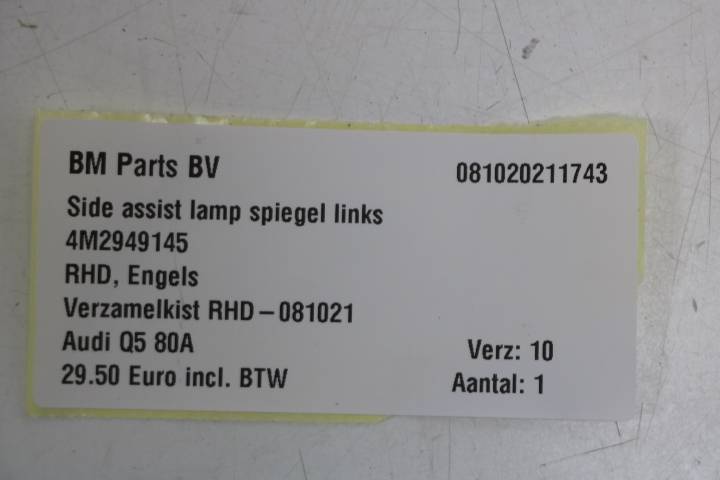 BM Parts BV 081020211743
Side assist lamp spiegel links
4M2949145
RHD, Engels
Verzamelkist RHD-081021
Audi Q5 80A Verz: 10
29.50 Euro incl. BTW Aantal: 1